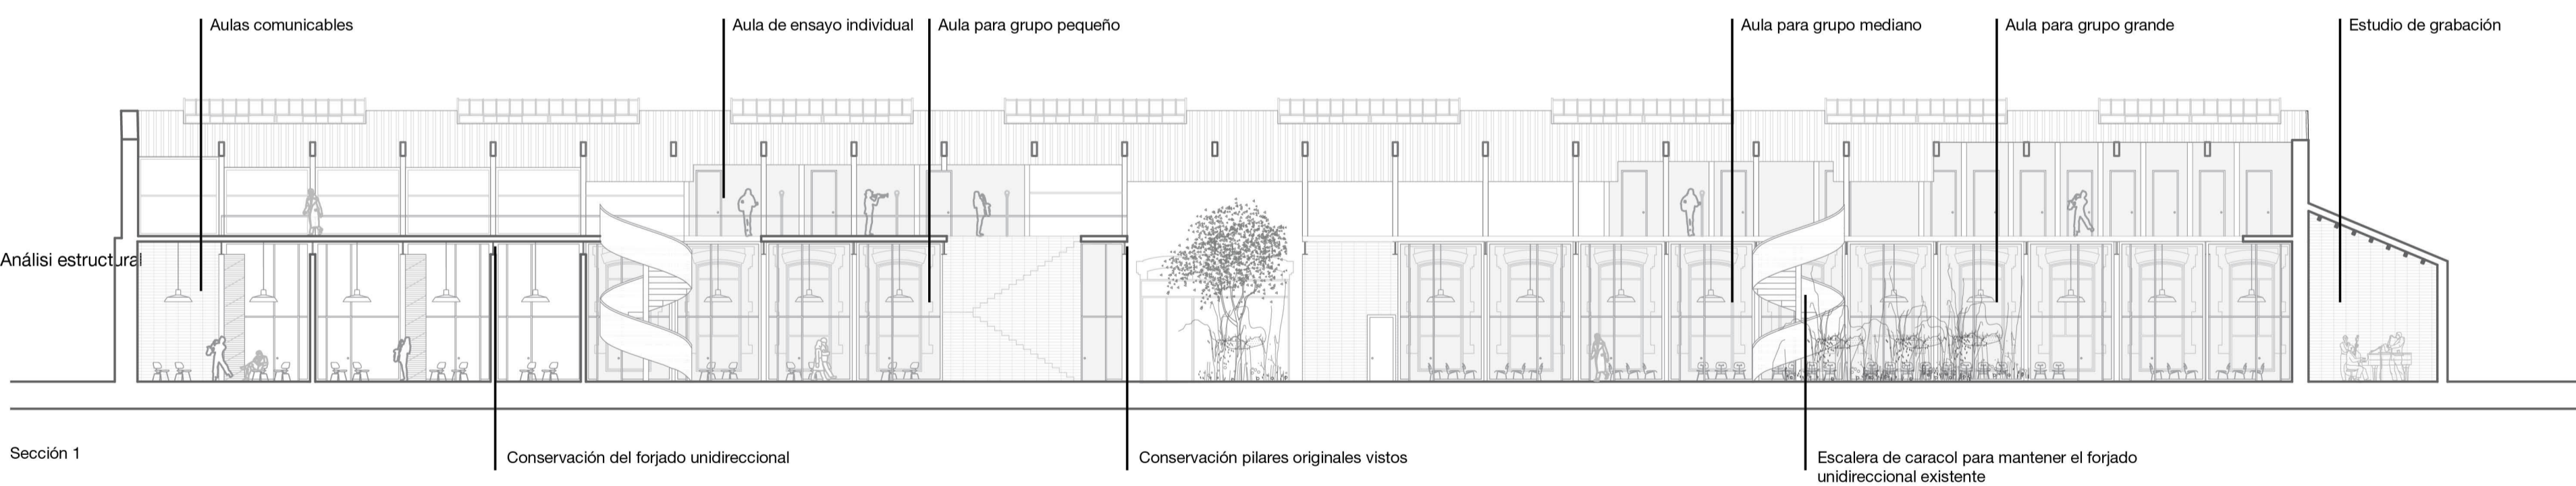 Aulas comunicables
Aula de ensayo individual
Aula para grupo pequeño
Aula para grupo mediano
Aula para grupo grande
Estudio de grabación
Análisi estructural
Sección 1
Conservación del forjado unidireccional
Conservación pilares originales vistos
Escalera de caracol para mantener el forjado
unidireccional existente